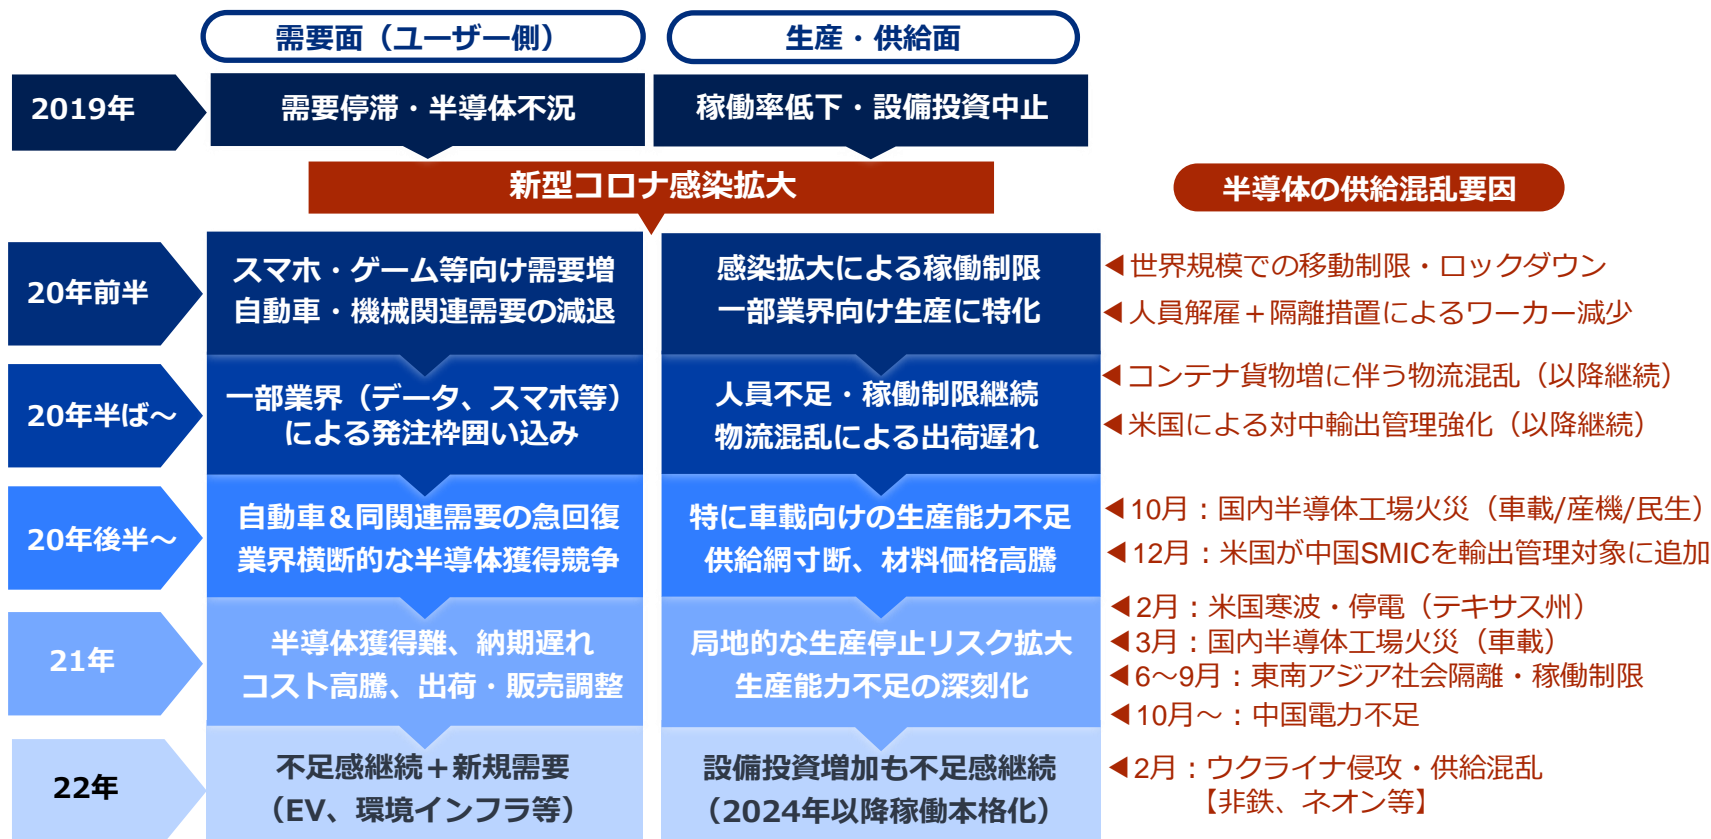 需要面（ユーザー側）
生産・供給面
2019年
需要停滞・半導体不況
稼働率低下・設備投資中止
新型コロナ感染拡大
半導体の供給混乱要因
20年前半
スマホ・ゲーム等向け需要増
自動車・機械関連需要の減退
感染拡大による稼働制限
一部業界向け生産に特化
◀世界規模での移動制限・ロックダウン
◀人員解雇＋隔離措置によるワーカー減少
20年半ば～
一部業界（データ、スマホ等）
による発注枠囲い込み
人員不足・稼働制限継続
物流混乱による出荷遅れ
◀コンテナ貨物増に伴う物流混乱（以降継続）
◀米国による対中輸出管理強化（以降継続）
20年後半～
自動車＆同関連需要の急回復
業界横断的な半導体獲得競争
特に車載向けの生産能力不足
供給網寸断、材料価格高騰
◀10月：国内半導体工場火災（車載/産機/民生）
◀12月：米国が中国SMICを輸出管理対象に追加
21年
半導体獲得難、納期遅れ
コスト高騰、出荷・販売調整
局地的な生産停止リスク拡大
生産能力不足の深刻化
◀2月：米国寒波・停電（テキサス州）
◀3月：国内半導体工場火災（車載）
◀6～9月：東南アジア社会隔離・稼働制限
◀10月～：中国電力不足
22年
不足感継続＋新規需要
（EV、環境インフラ等）
設備投資増加も不足感継続
（2024年以降稼働本格化）
◀2月：ウクライナ侵攻・供給混乱
【非鉄、ネオン等】